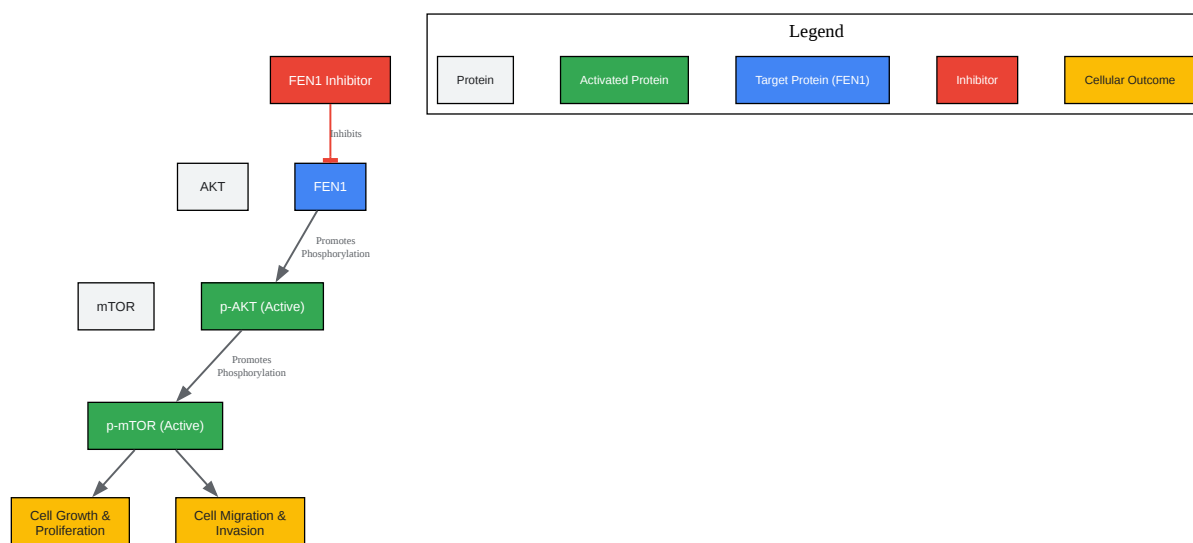 Legend
Protein
Activated Protein
Target Protein (FEN1)
Inhibitor
Cellular Outcome
FEN1 Inhibitor
Inhibits
AKT
FEN1
Promotes
Phosphorylation
mTOR
p-AKT (Active)
Promotes
Phosphorylation
p-mTOR (Active)
Cell Growth &
Proliferation
Cell Migration &
Invasion